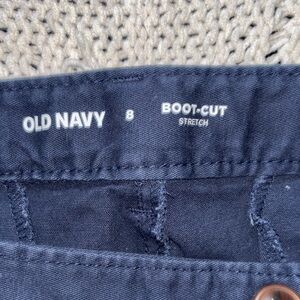 OLD NAVY 8 BOOT-CUT
STRETCH